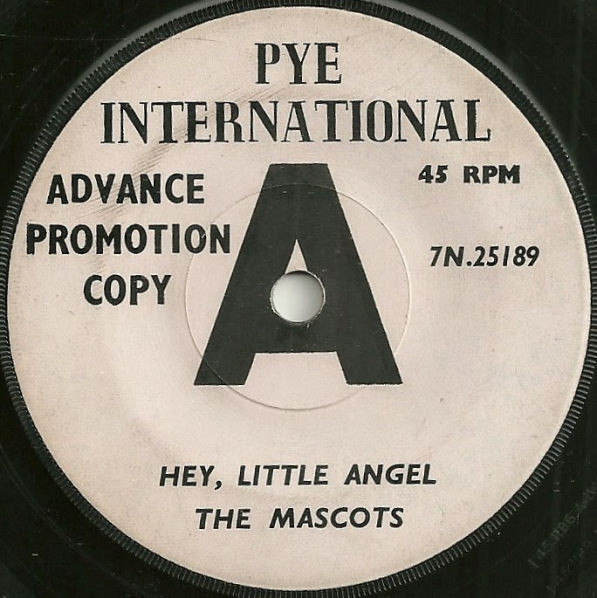 PYE
INTERNATIONAL
ADVANCE
PROMOTION
COPY
A
45 RPM
7N.25189
HEY, LITTLE ANGEL
THE MASCOTS